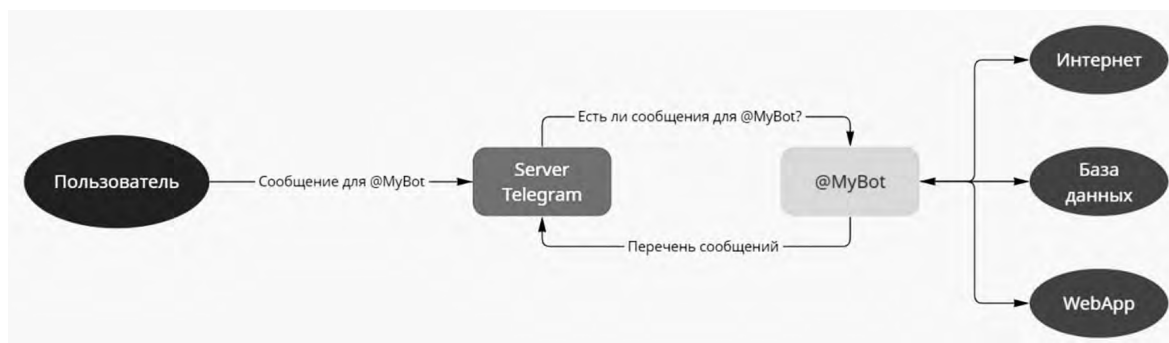 Интернет
Есть ли сообщения для @MyBot?
Пользователь
Сообщение для @MyBot
Server
Telegram
@MyBot
База
данных
Перечень сообщений
WebApp